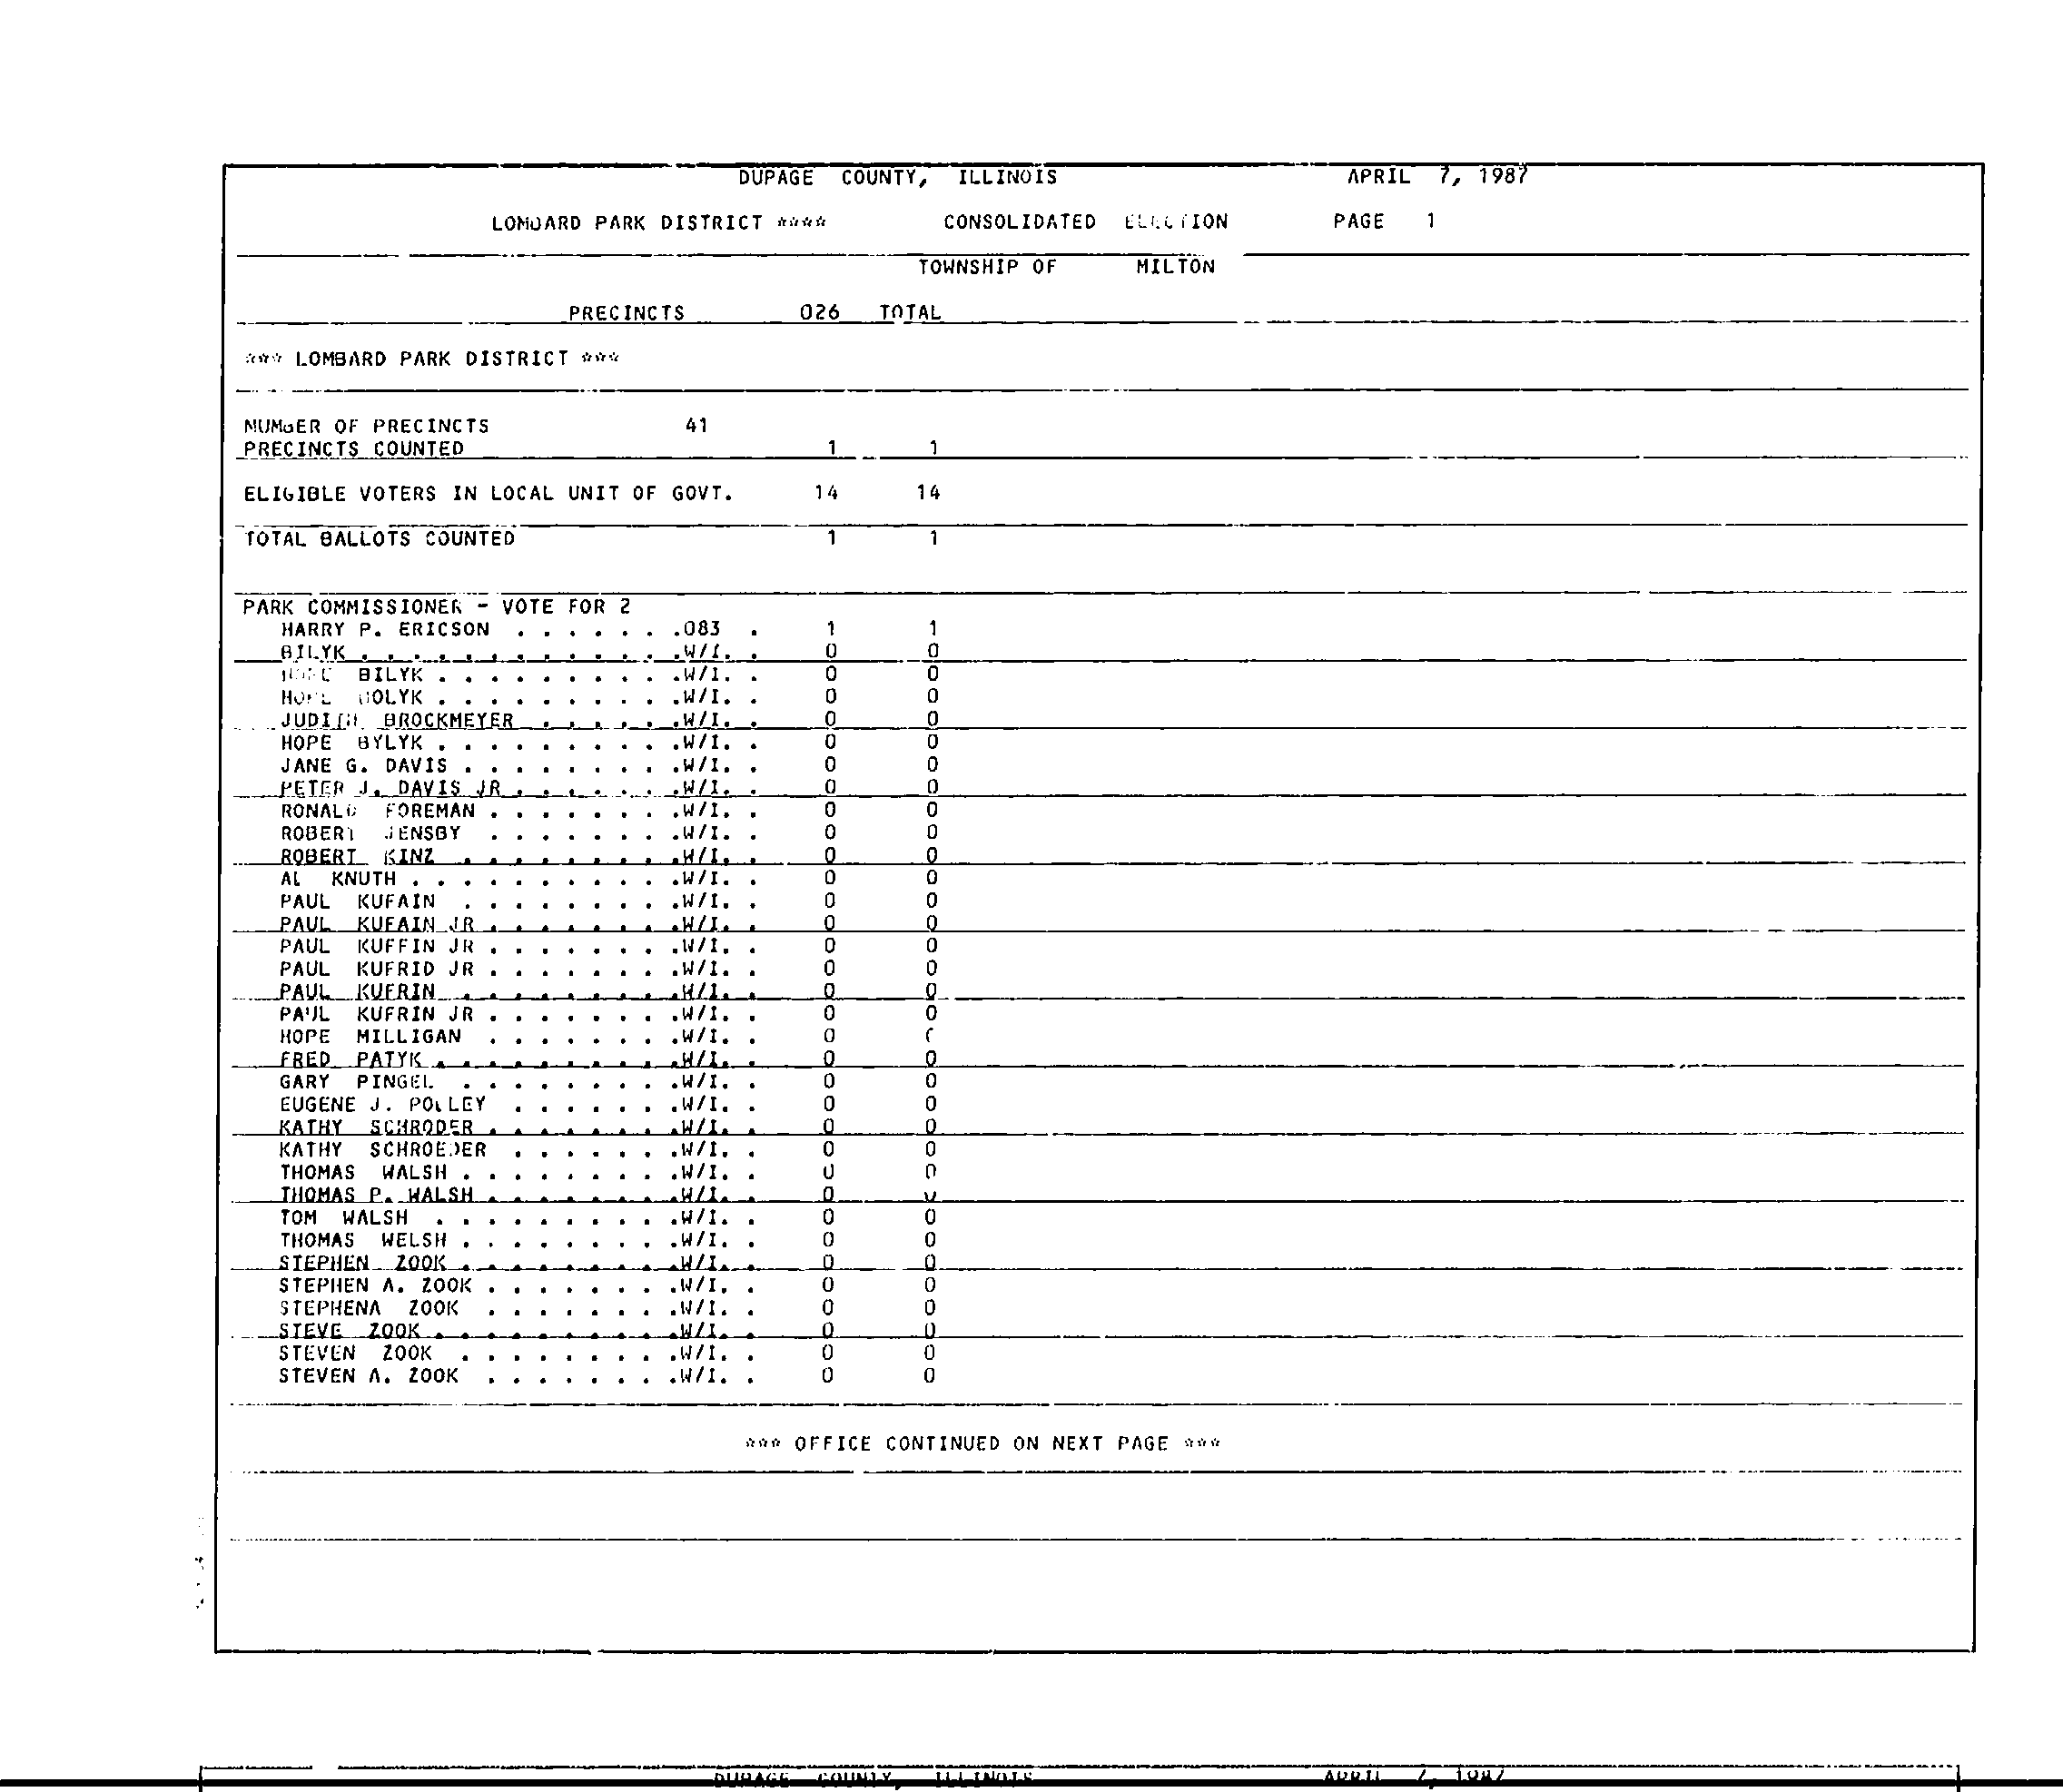 DUPAGE COUNTY, ILLINOIS APRIL 7, 1987
LOMBARD PARK DISTRICT **** CONSOLIDATED ELECTION PAGE 1
TOWNSHIP OF MILTON
PRECINCTS 026 TOTAL
*** LOMBARD PARK DISTRICT ***
NUMBER OF PRECINCTS 41
PRECINCTS COUNTED 1 1
ELIGIBLE VOTERS IN LOCAL UNIT OF GOVT. 14 14
TOTAL BALLOTS COUNTED 1 1
PARK COMMISSIONER - VOTE FOR 2
HARRY P. ERICSON . . . . . . .083 . 1 1
BILYK . . . . . . . . . . . . .W/I. . 0 0
HOPE BILYK . . . . . . . . . .W/I. . 0 0
HOPE BOLYK . . . . . . . . . .W/I. . 0 0
JUDITH BROCKMEYER . . . . . .W/I. . 0 0
HOPE BYLYK . . . . . . . . . .W/I. . 0 0
JANE G. DAVIS . . . . . . . . .W/I. . 0 0
PETER J. DAVIS JR . . . . . . .W/I. . 0 0
RONALD FOREMAN . . . . . . . .W/I. . 0 0
ROBERT JENSBY . . . . . . . .W/I. . 0 0
ROBERT KINZ . . . . . . . . .W/I. . 0 0
AL KNUTH . . . . . . . . . . .W/I. . 0 0
PAUL KUFAIN . . . . . . . . .W/I. . 0 0
PAUL KUFAIN JR . . . . . . . .W/I. . 0 0
PAUL KUFFIN JR . . . . . . . .W/I. . 0 0
PAUL KUFRID JR . . . . . . . .W/I. . 0 0
PAUL KUFRIN . . . . . . . . .W/I. . 0 0
PAUL KUFRIN JR . . . . . . . .W/I. . 0 0
HOPE MILLIGAN . . . . . . . .W/I. . 0 0
FRED PATYK . . . . . . . . . .W/I. . 0 0
GARY PINGEL . . . . . . . . .W/I. . 0 0
EUGENE J. POLLEY . . . . . . .W/I. . 0 0
KATHY SCHRODER . . . . . . . .W/I. . 0 0
KATHY SCHROEDER . . . . . . .W/I. . 0 0
THOMAS WALSH . . . . . . . . .W/I. . 0 0
THOMAS P. WALSH . . . . . . . .W/I. . 0 0
TOM WALSH . . . . . . . . . .W/I. . 0 0
THOMAS WELSH . . . . . . . . .W/I. . 0 0
STEPHEN ZOOK . . . . . . . . .W/I. . 0 0
STEPHEN A. ZOOK . . . . . . . .W/I. . 0 0
STEPHENA ZOOK . . . . . . . .W/I. . 0 0
STEVE ZOOK . . . . . . . . . .W/I. . 0 0
STEVEN ZOOK . . . . . . . . .W/I. . 0 0
STEVEN A. ZOOK . . . . . . . .W/I. . 0 0
*** OFFICE CONTINUED ON NEXT PAGE ***
DUPAGE COUNTY, ILLINOIS APRIL 7, 1987